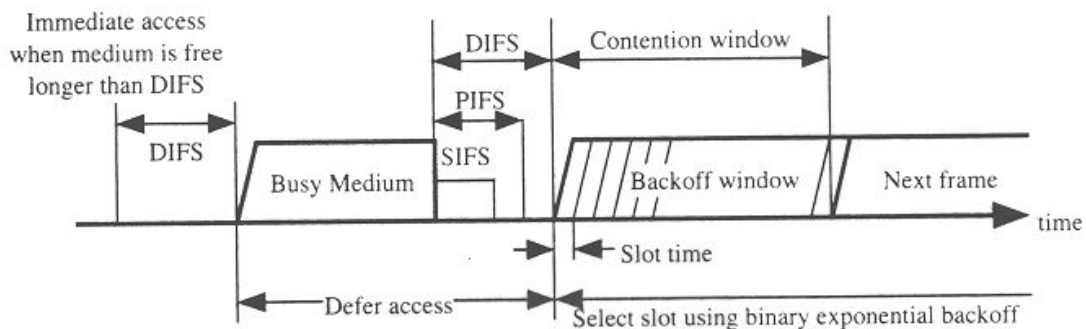 Immediate access
when medium is free
longer than DIFS
DIFS
DIFS
Contention window
PIFS
SIFS
Busy Medium
Backoff window
Next frame
time
Slot time
Defer access
Select slot using binary exponential backoff